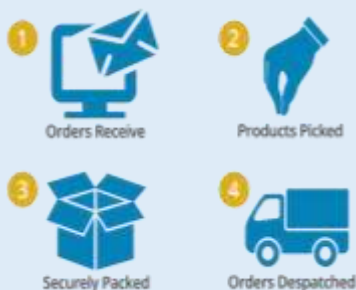 1
Orders Receive
2
Products Picked
3
Securely Packed
4
Orders Despatched